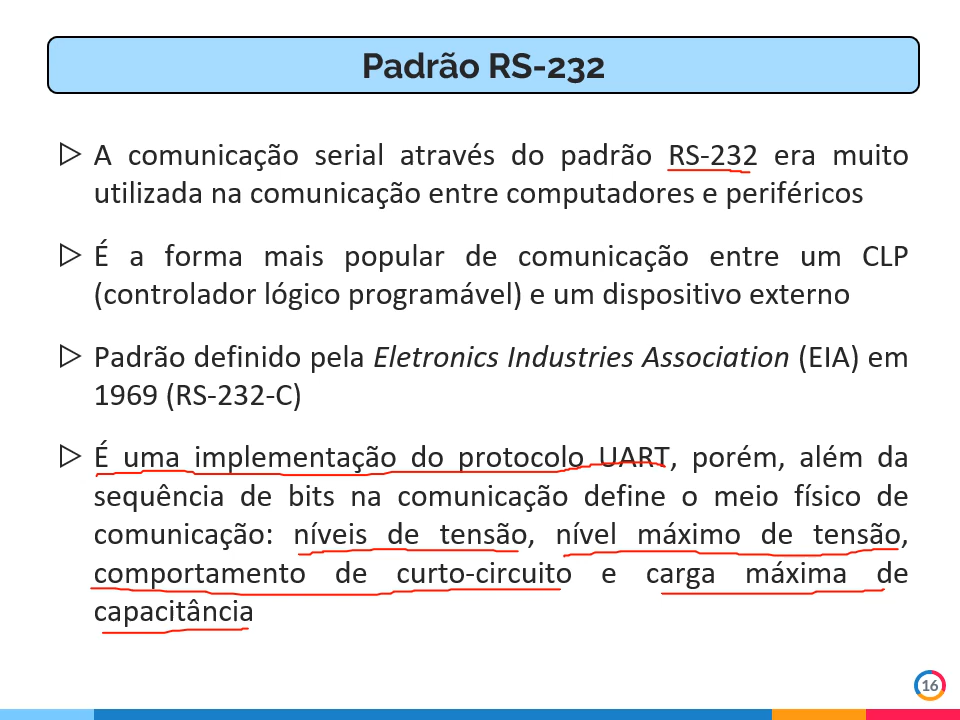 Padrão RS-232
A comunicação serial através do padrão RS-232 era muito
utilizada na comunicação entre computadores e periféricos
É a forma mais popular de comunicação entre um CLP
(controlador lógico programável) e um dispositivo externo
Padrão definido pela Eletronics Industries Association (EIA) em
1969 (RS-232-C)
É uma implementação do protocolo UART, porém, além da
sequência de bits na comunicação define o meio físico de
comunicação: níveis de tensão, nível máximo de tensão,
comportamento de curto-circuito e carga máxima de
capacitância
16